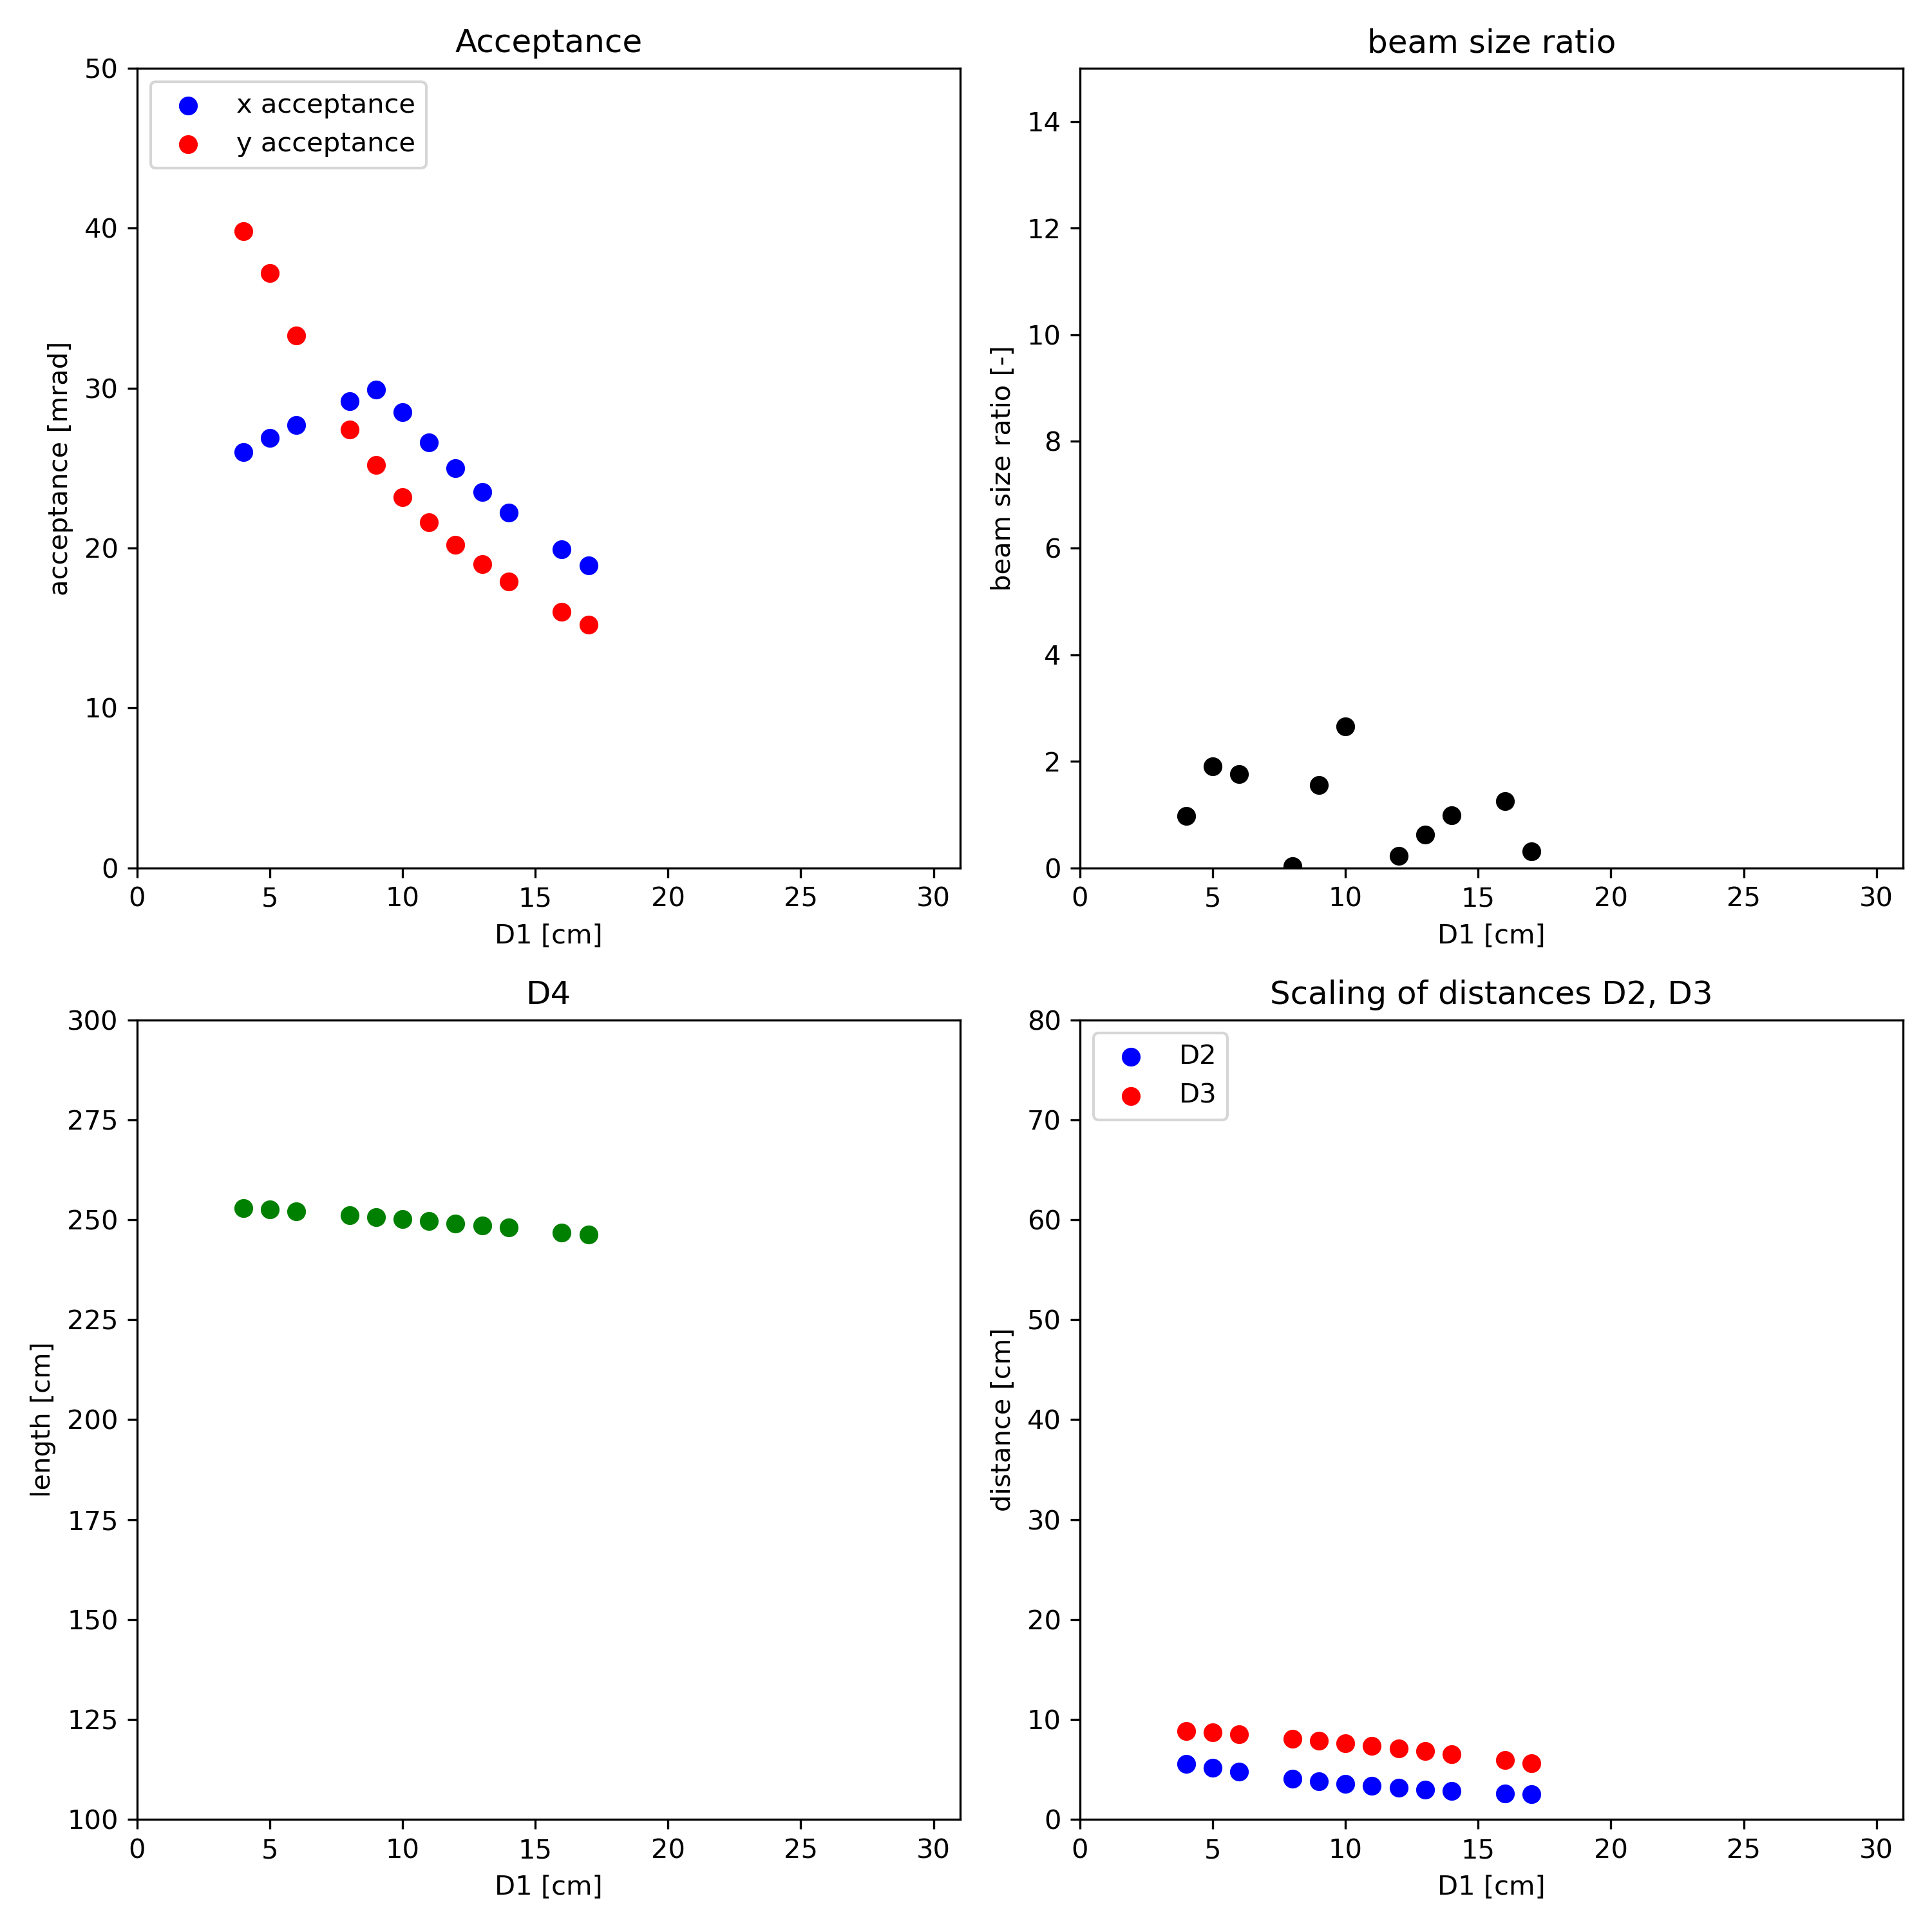 Acceptance
50
40
30
20
10
0
acceptance [mrad]
x acceptance
y acceptance
0 5 10 15 20 25 30
D1 [cm]
beam size ratio
14
12
10
8
6
4
2
0
beam size ratio [-]
0 5 10 15 20 25 30
D1 [cm]
D4
300
275
250
225
200
175
150
125
100
length [cm]
0 5 10 15 20 25 30
D1 [cm]
Scaling of distances D2, D3
80
70
60
50
40
30
20
10
0
distance [cm]
D2
D3
0 5 10 15 20 25 30
D1 [cm]